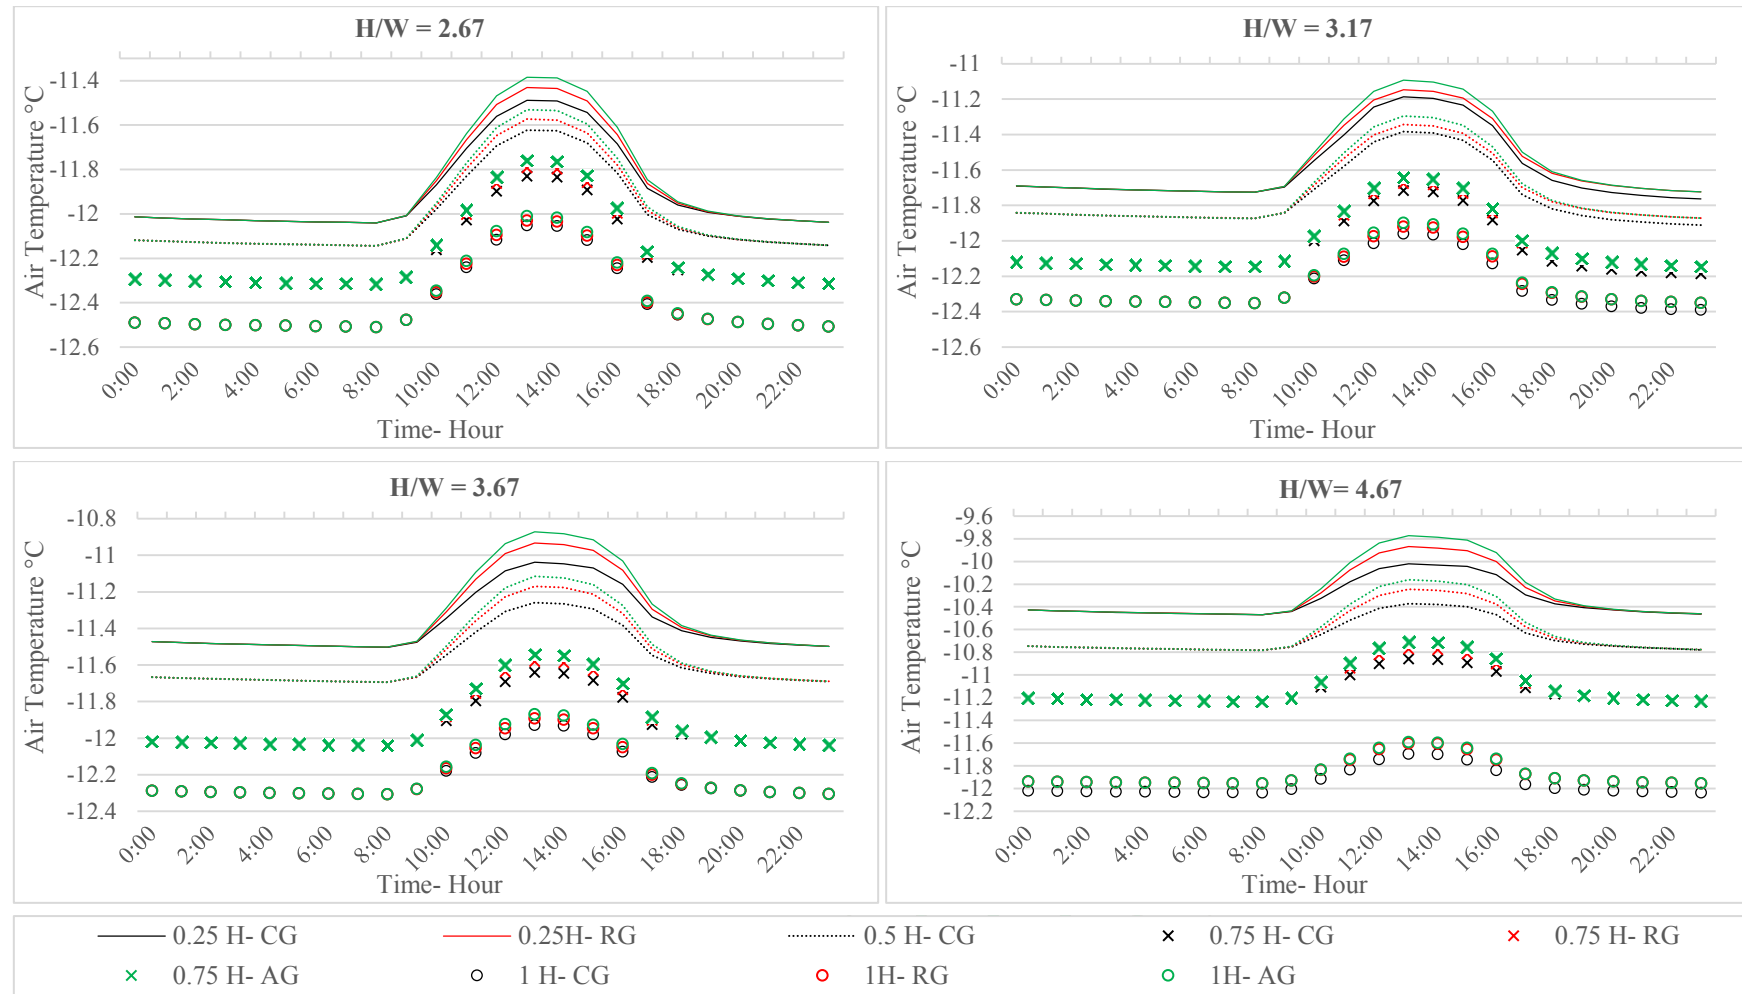 H/W = 2.67
Air Temperature °C
-11.4
-11.6
-11.8
-12
-12.2
-12.4
-12.6
0:00 2:00 4:00 6:00 8:00 10:00 12:00 14:00 16:00 18:00 20:00 22:00
Time- Hour
H/W = 3.17
Air Temperature °C
-11
-11.2
-11.4
-11.6
-11.8
-12
-12.2
-12.4
-12.6
0:00 2:00 4:00 6:00 8:00 10:00 12:00 14:00 16:00 18:00 20:00 22:00
Time- Hour
H/W = 3.67
Air Temperature °C
-10.8
-11
-11.2
-11.4
-11.6
-11.8
-12
-12.2
-12.4
0:00 2:00 4:00 6:00 8:00 10:00 12:00 14:00 16:00 18:00 20:00 22:00
Time- Hour
H/W= 4.67
Air Temperature °C
-9.6
-9.8
-10
-10.2
-10.4
-10.6
-10.8
-11
-11.2
-11.4
-11.6
-11.8
-12
-12.2
0:00 2:00 4:00 6:00 8:00 10:00 12:00 14:00 16:00 18:00 20:00 22:00
Time- Hour
0.25 H- CG 0.25H- RG 0.5 H- CG 0.75 H- CG 0.75 H- RG
0.75 H- AG 1 H- CG 1H- RG 1H- AG